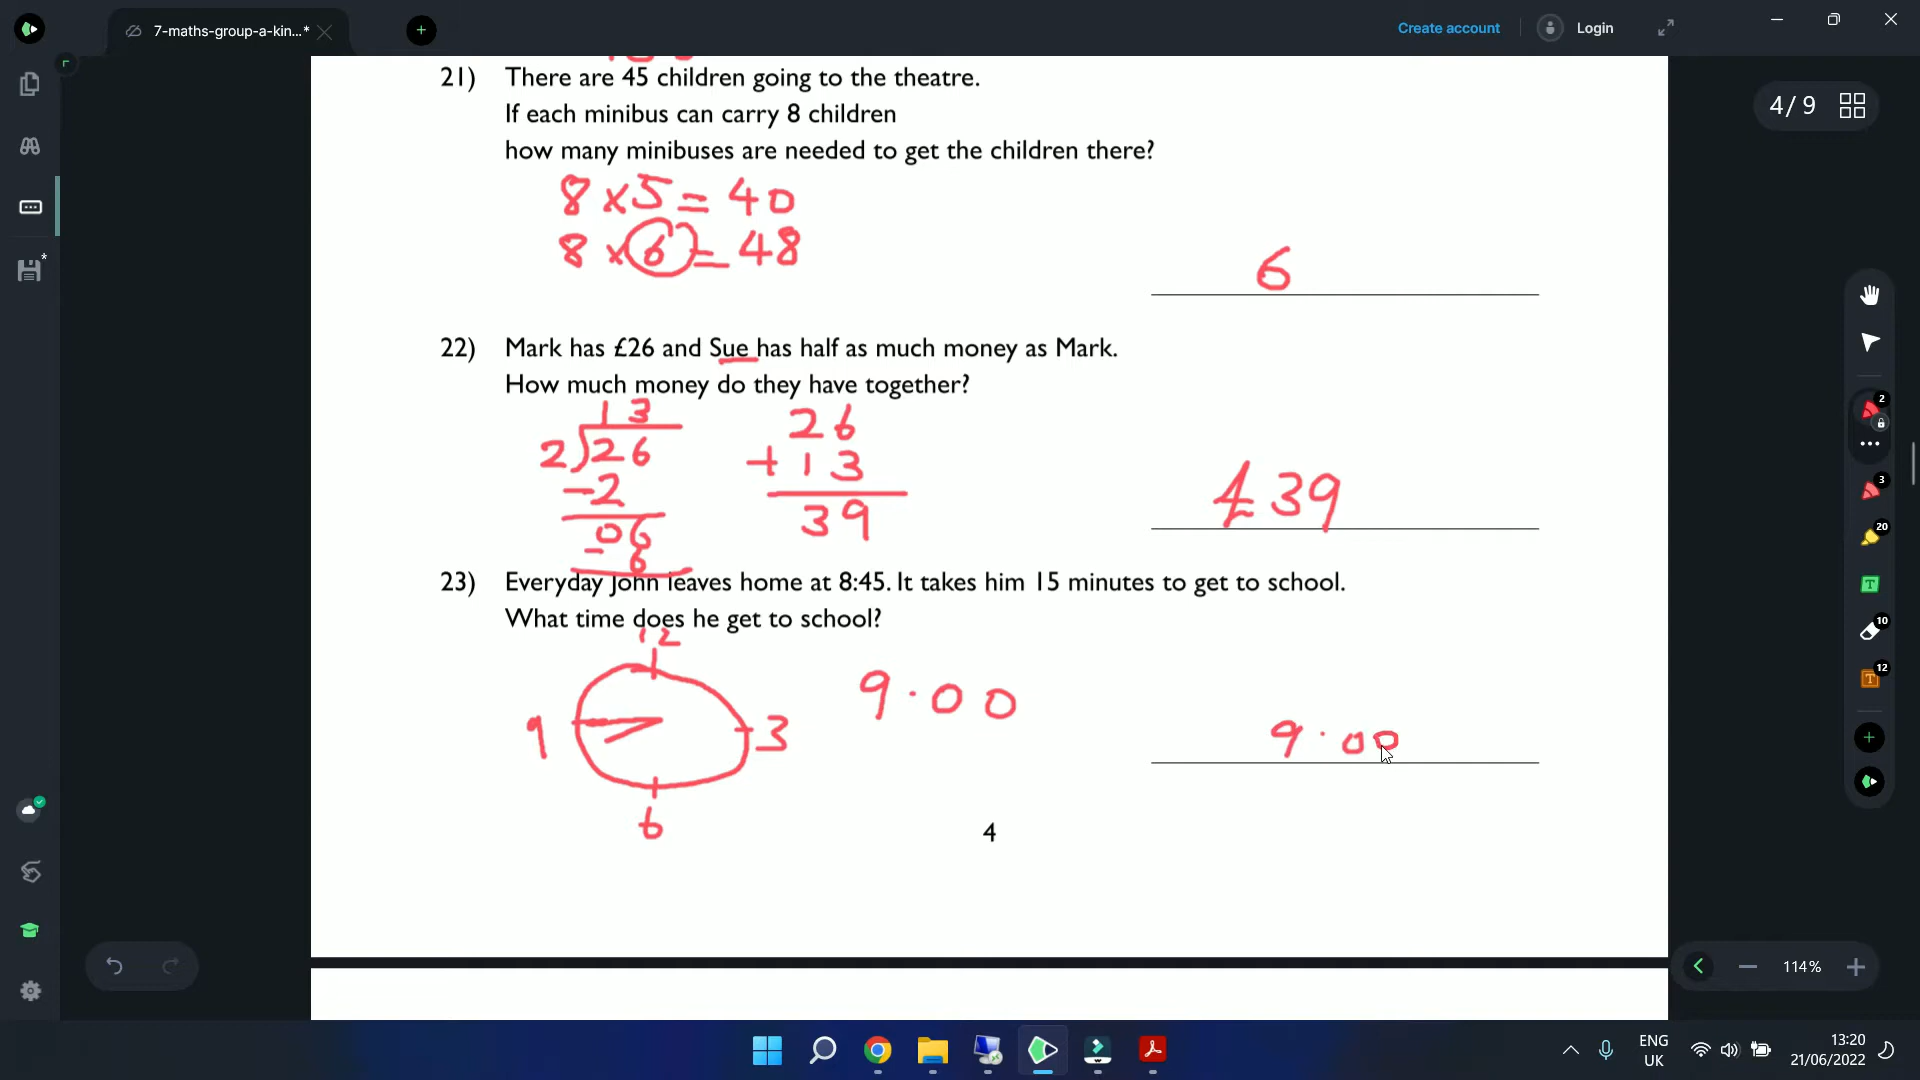 7-maths-group-a-kin...*
Create account
Login
4/ 9
21) There are 45 children going to the theatre.
If each minibus can carry 8 children
how many minibuses are needed to get the children there?
8 x 5 = 40
8 x 6 = 48
6
22) Mark has £26 and Sue has half as much money as Mark.
How much money do they have together?
13
2)26
-2
06
-6
26
+13
39
£39
23) Everyday John leaves home at 8:45. It takes him 15 minutes to get to school.
What time does he get to school?
12
9
3
6
9.00
9.00
4
2
3
20
T
10
T 12
114%
ENG
UK
13:20
21/06/2022